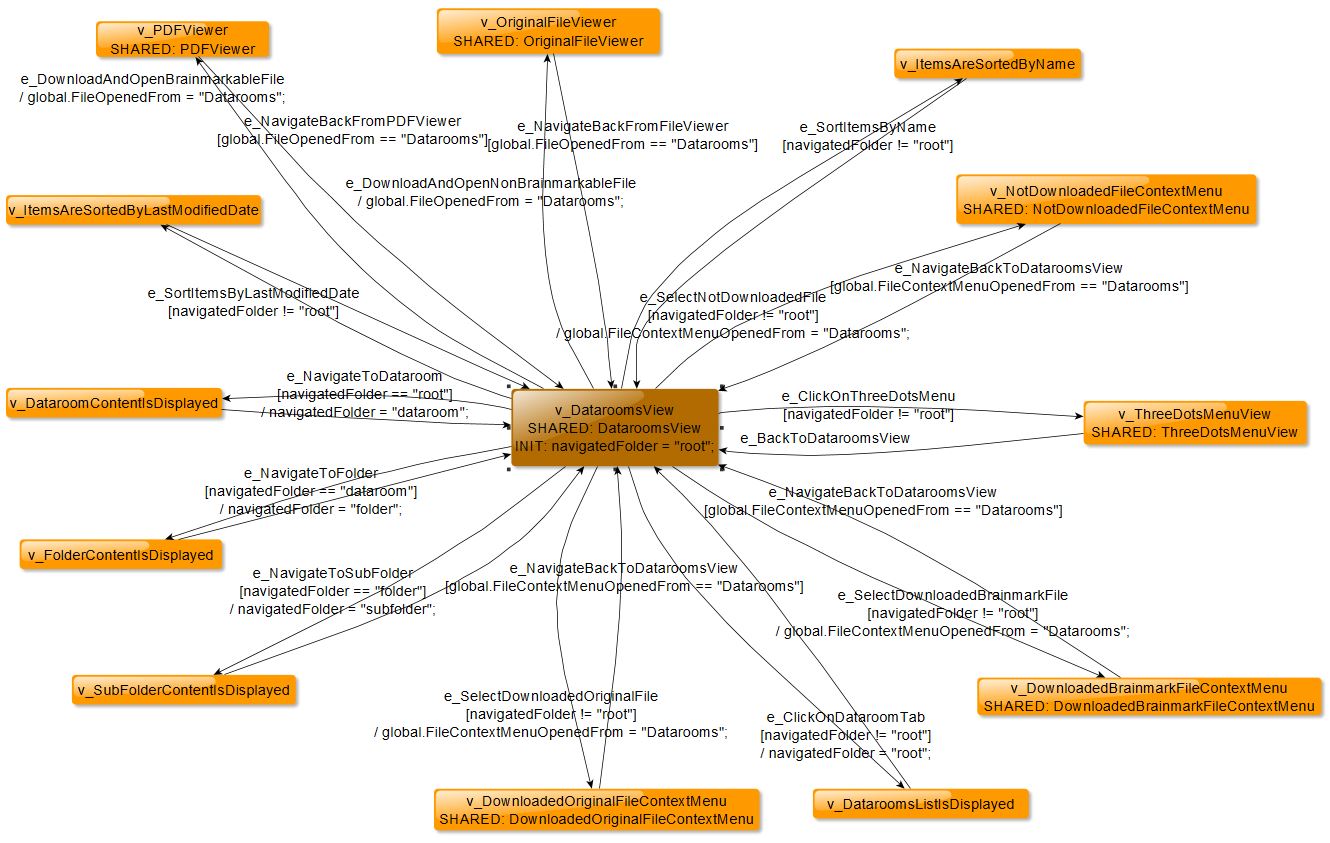 v_PDFViewer
SHARED: PDFViewer
v_OriginalFileViewer
SHARED: OriginalFileViewer
v_ItemsAreSortedByName
e_DownloadAndOpenBrainmarkableFile
/ global.FileOpenedFrom = "Datarooms";
e_NavigateBackFromPDFViewer
[global.FileOpenedFrom == "Datarooms"]
e_NavigateBackFromFileViewer
[global.FileOpenedFrom == "Datarooms"]
e_SortItemsByName
[navigatedFolder != "root"]
e_DownloadAndOpenNonBrainmarkableFile
/ global.FileOpenedFrom = "Datarooms";
v_NotDownloadedFileContextMenu
SHARED: NotDownloadedFileContextMenu
v_ItemsAreSortedByLastModifiedDate
e_NavigateBackToDataroomsView
[global.FileContextMenuOpenedFrom == "Datarooms"]
e_SortItemsByLastModifiedDate
[navigatedFolder != "root"]
e_SelectNotDownloadedFile
[navigatedFolder != "root"]
/ global.FileContextMenuOpenedFrom = "Datarooms";
v_DataroomContentIsDisplayed
e_NavigateToDataroom
[navigatedFolder == "root"]
/ navigatedFolder = "dataroom";
v_DataroomsView
SHARED: DataroomsView
INIT: navigatedFolder = "root";
e_ClickOnThreeDotsMenu
[navigatedFolder != "root"]
e_BackToDataroomsView
v_ThreeDotsMenuView
SHARED: ThreeDotsMenuView
e_NavigateToFolder
[navigatedFolder == "dataroom"]
/ navigatedFolder = "folder";
e_NavigateBackToDataroomsView
[global.FileContextMenuOpenedFrom == "Datarooms"]
v_FolderContentIsDisplayed
e_NavigateToSubFolder
[navigatedFolder == "folder"]
/ navigatedFolder = "subfolder";
e_NavigateBackToDataroomsView
[global.FileContextMenuOpenedFrom == "Datarooms"]
e_SelectDownloadedBrainmarkFile
[navigatedFolder != "root"]
/ global.FileContextMenuOpenedFrom = "Datarooms";
v_SubFolderContentIsDisplayed
v_DownloadedBrainmarkFileContextMenu
SHARED: DownloadedBrainmarkFileContextMenu
e_SelectDownloadedOriginalFile
[navigatedFolder != "root"]
/ global.FileContextMenuOpenedFrom = "Datarooms";
e_ClickOnDataroomTab
[navigatedFolder != "root"]
/ navigatedFolder = "root";
v_DownloadedOriginalFileContextMenu
SHARED: DownloadedOriginalFileContextMenu
v_DataroomsListIsDisplayed